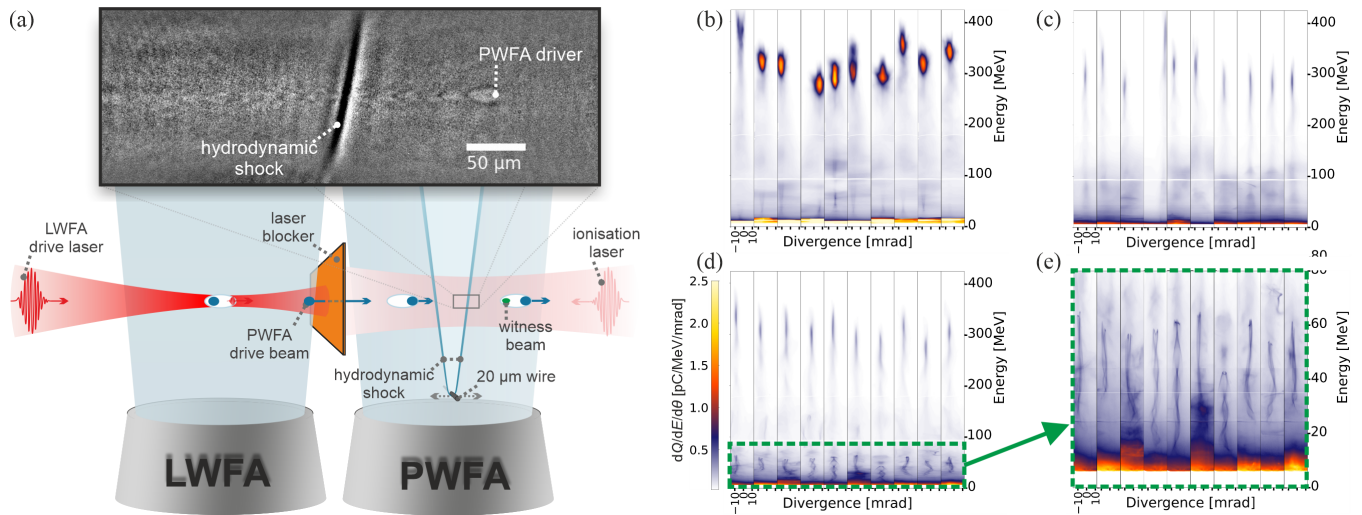 (a)
PWFA driver
hydrodynamic
shock
50 µm
LWFA
drive laser
laser
blocker
ionisation
laser
PWFA
drive beam
witness
beam
hydrodynamic
shock
20 µm wire
LWFA
PWFA
(b)
400
300
200
100
0
Energy [MeV]
−10
10
Divergence [mrad]
(c)
400
300
200
100
0
Energy [MeV]
−10
10
Divergence [mrad]
(d)
2.5
2.0
1.5
1.0
0.5
dQ/dE/dθ [pC/MeV/mrad]
400
300
200
100
0
Energy [MeV]
−10
10
Divergence [mrad]
(e)
80
60
40
20
0
Energy [MeV]
−10
10
Divergence [mrad]